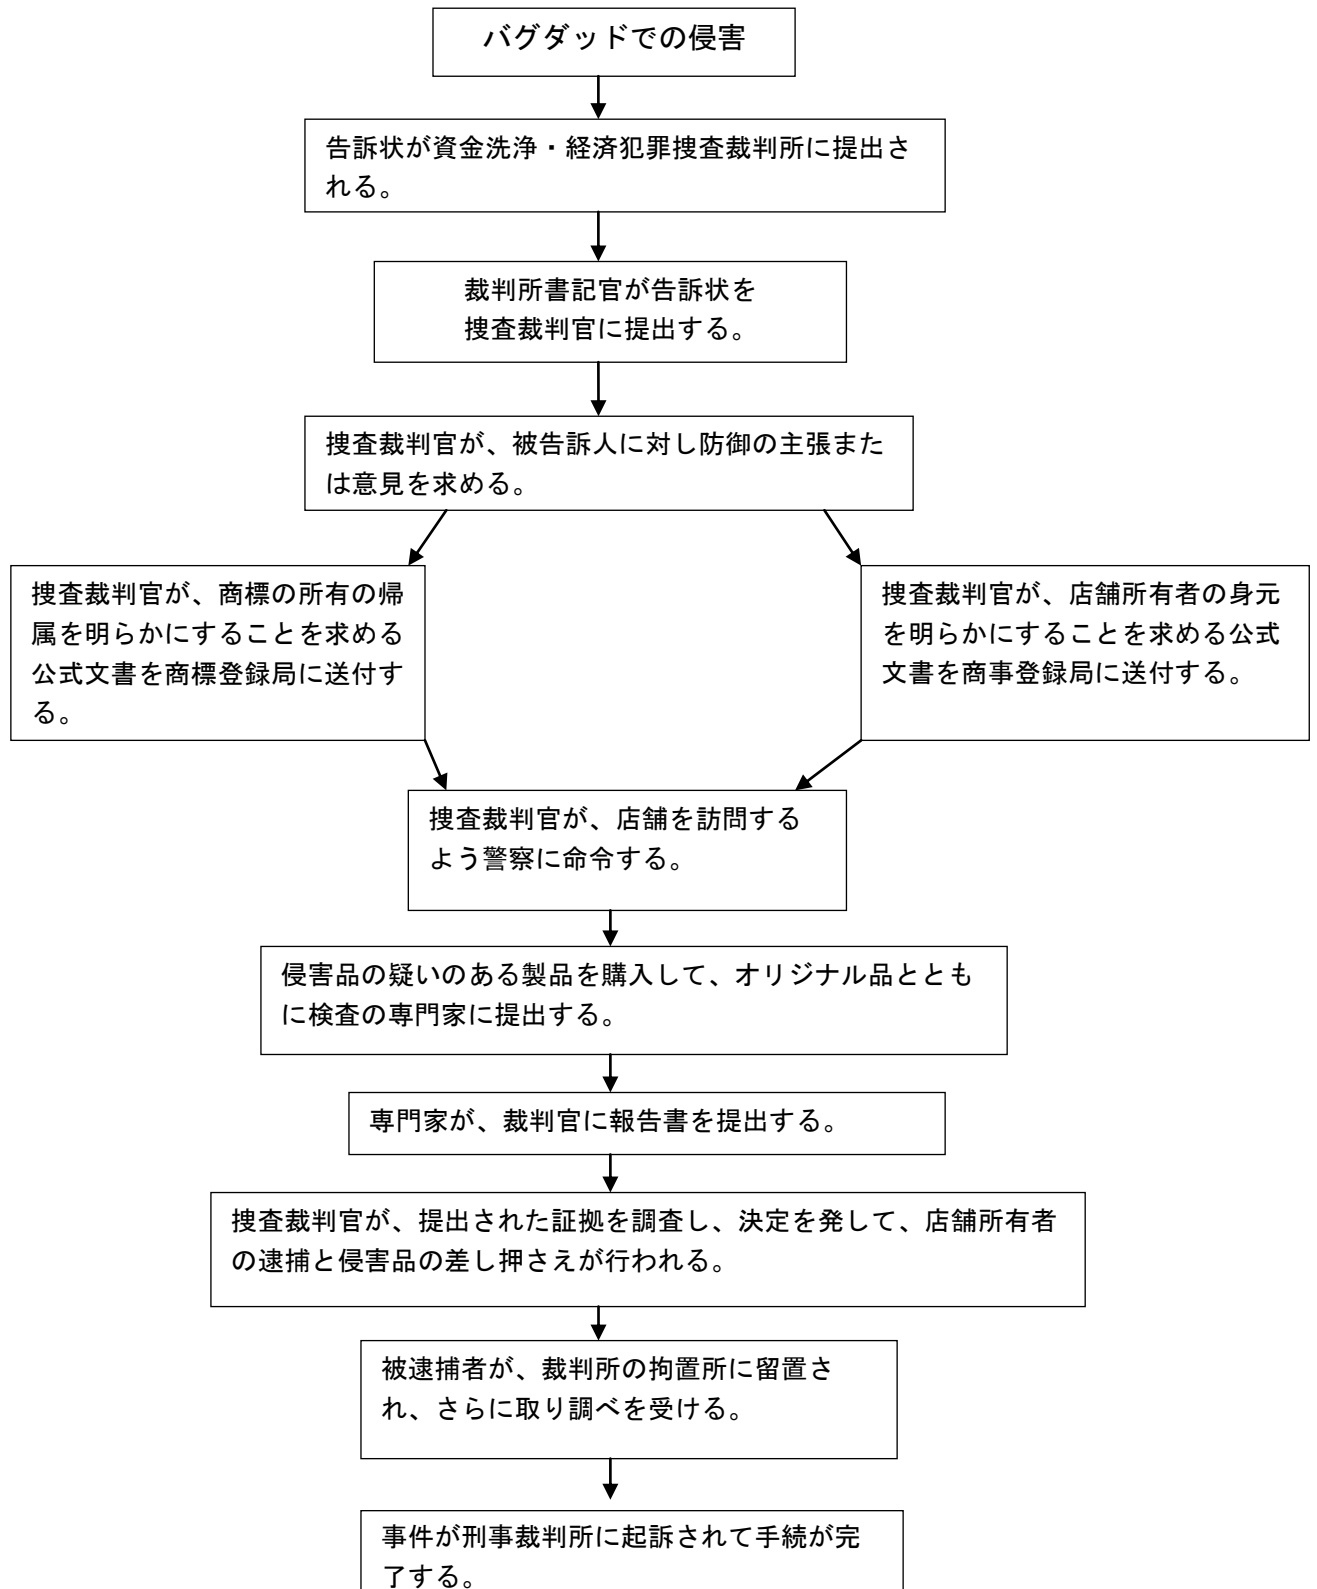 バグダッドでの侵害
告訴状が資金洗浄・経済犯罪捜査裁判所に提出さ
れる。
裁判所書記官が告訴状を
捜査裁判官に提出する。
捜査裁判官が、被告訴人に対し防御の主張また
は意見を求める。
捜査裁判官が、商標の所有の帰
属を明らかにすることを求める
公式文書を商標登録局に送付す
る。
捜査裁判官が、店舗所有者の身元
を明らかにすることを求める公式
文書を商事登録局に送付する。
捜査裁判官が、店舗を訪問する
よう警察に命令する。
侵害品の疑いのある製品を購入して、オリジナル品ととも
に検査の専門家に提出する。
専門家が、裁判官に報告書を提出する。
捜査裁判官が、提出された証拠を調査し、決定を発して、店舗所有者
の逮捕と侵害品の差し押さえが行われる。
被逮捕者が、裁判所の拘置所に留置さ
れ、さらに取り調べを受ける。
事件が刑事裁判所に起訴されて手続が完
了する。